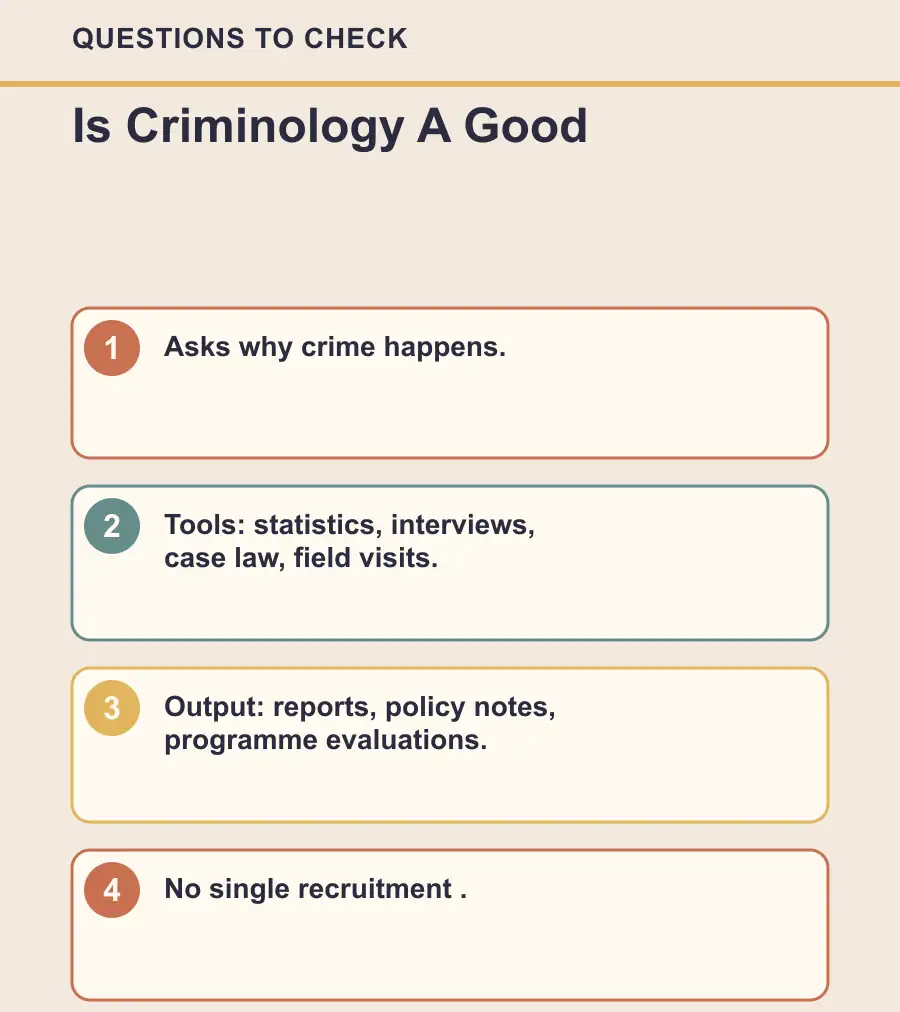 QUESTIONS TO CHECK
Is Criminology A Good
1
Asks why crime happens.
2
Tools: statistics, interviews,
case law, field visits.
3
Output: reports, policy notes,
programme evaluations.
4
No single recruitment .